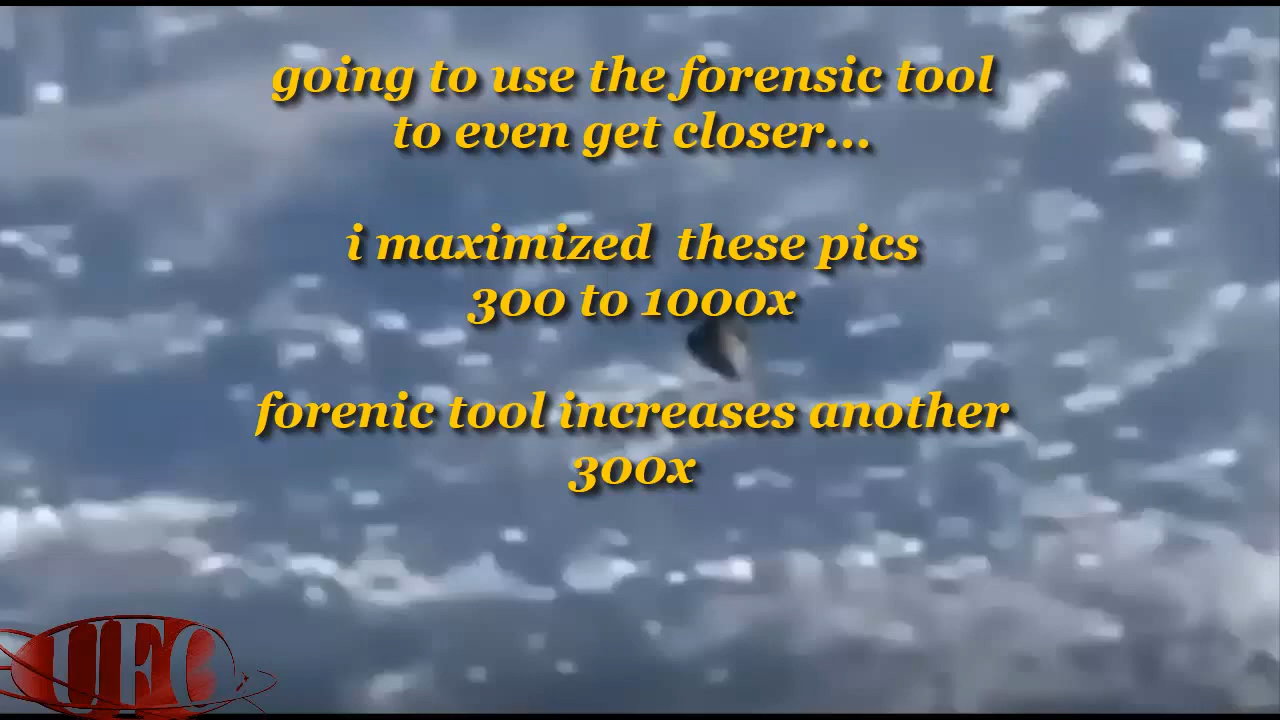 going to use the forensic tool
to even get closer...
i maximized these pics
300 to 1000x
forenic tool increases another
300x
UFO